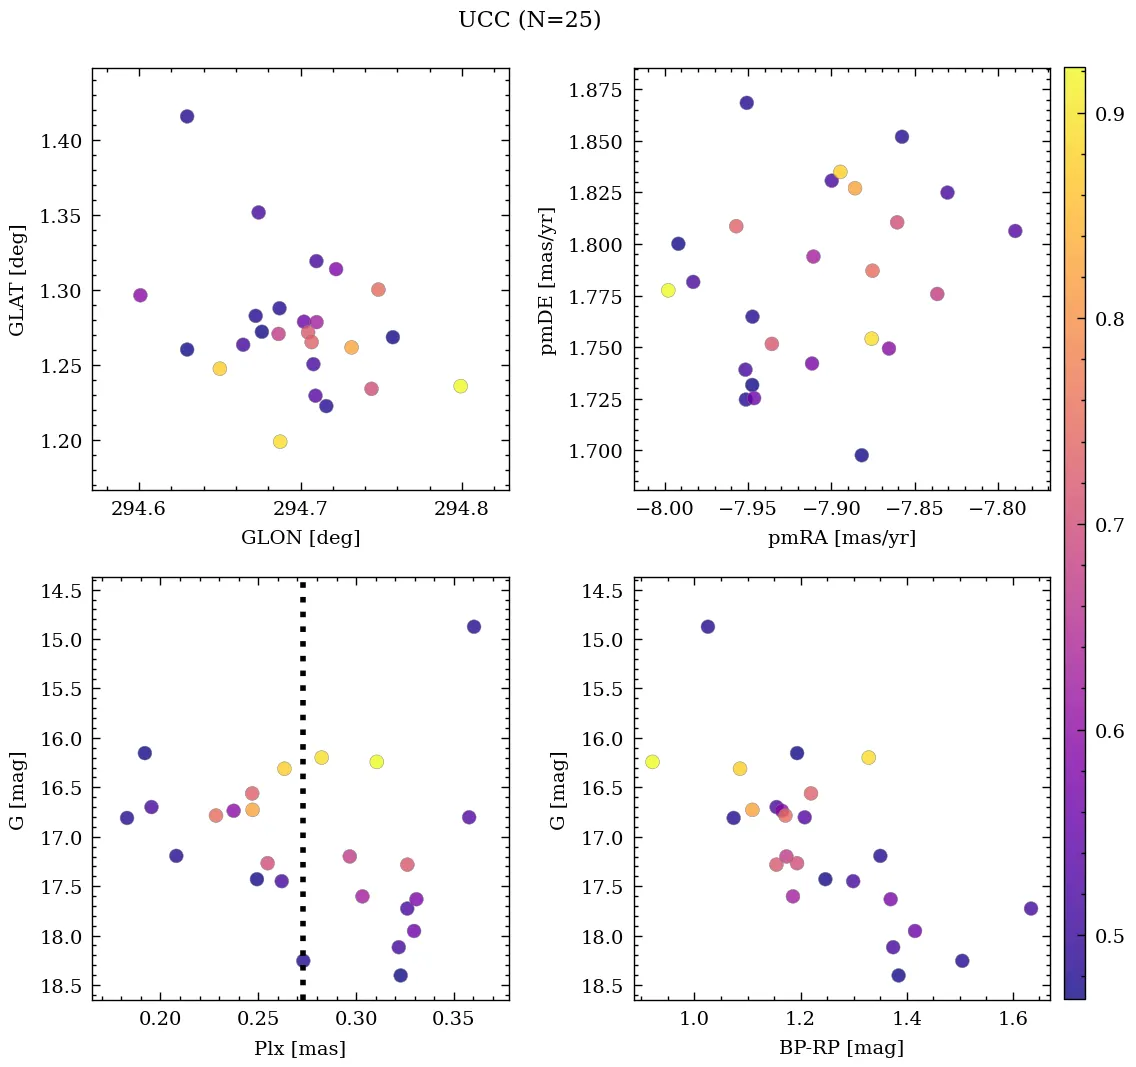 UCC (N=25)
1.40
1.35
1.30
1.25
1.20
GLAT [deg]
294.6 294.7 294.8
GLON [deg]
1.875
1.850
1.825
1.800
1.775
1.750
1.725
1.700
pmDE [mas/yr]
−8.00 −7.95 −7.90 −7.85 −7.80
pmRA [mas/yr]
0.9
0.8
0.7
0.6
0.5
14.5
15.0
15.5
16.0
16.5
17.0
17.5
18.0
18.5
G [mag]
0.20 0.25 0.30 0.35
Plx [mas]
14.5
15.0
15.5
16.0
16.5
17.0
17.5
18.0
18.5
G [mag]
1.0 1.2 1.4 1.6
BP-RP [mag]